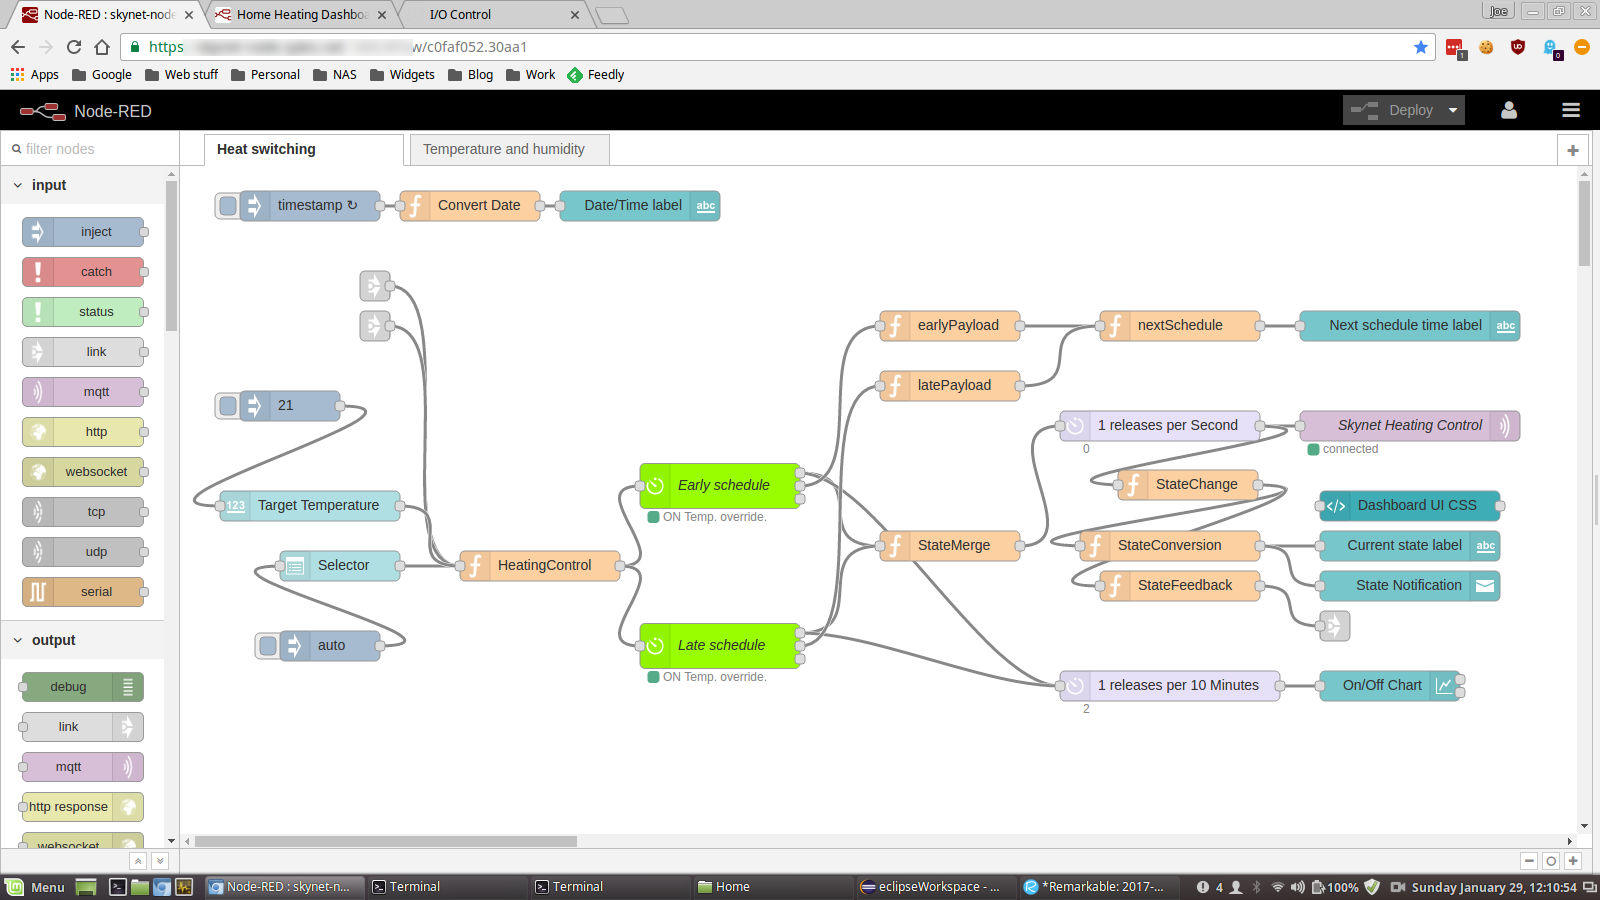 Node-RED : skynet-node
Home Heating Dashboa
I/O Control
Joe
https
w/c0faf052.30aa1
1
0
Apps
Google
Web stuff
Personal
NAS
Widgets
Blog
Work
Feedly
Node-RED
Deploy
filter nodes
Heat switching
Temperature and humidity
input
inject
catch
status
link
mqtt
http
websocket
tcp
udp
serial
output
debug
link
mqtt
http response
websocket
timestamp ↻
Convert Date
Date/Time label
abc
21
123
Target Temperature
Selector
auto
HeatingControl
Early schedule
ON Temp. override.
Late schedule
ON Temp. override.
earlyPayload
nextSchedule
Next schedule time label
abc
latePayload
1 releases per Second
0
Skynet Heating Control
connected
StateChange
Dashboard UI CSS
StateMerge
StateConversion
Current state label
abc
StateFeedback
State Notification
1 releases per 10 Minutes
2
On/Off Chart
Menu
Node-RED : skynet-n...
Terminal
Terminal
Home
eclipseWorkspace - ...
*Remarkable: 2017-...
4
100%
Sunday January 29, 12:10:54